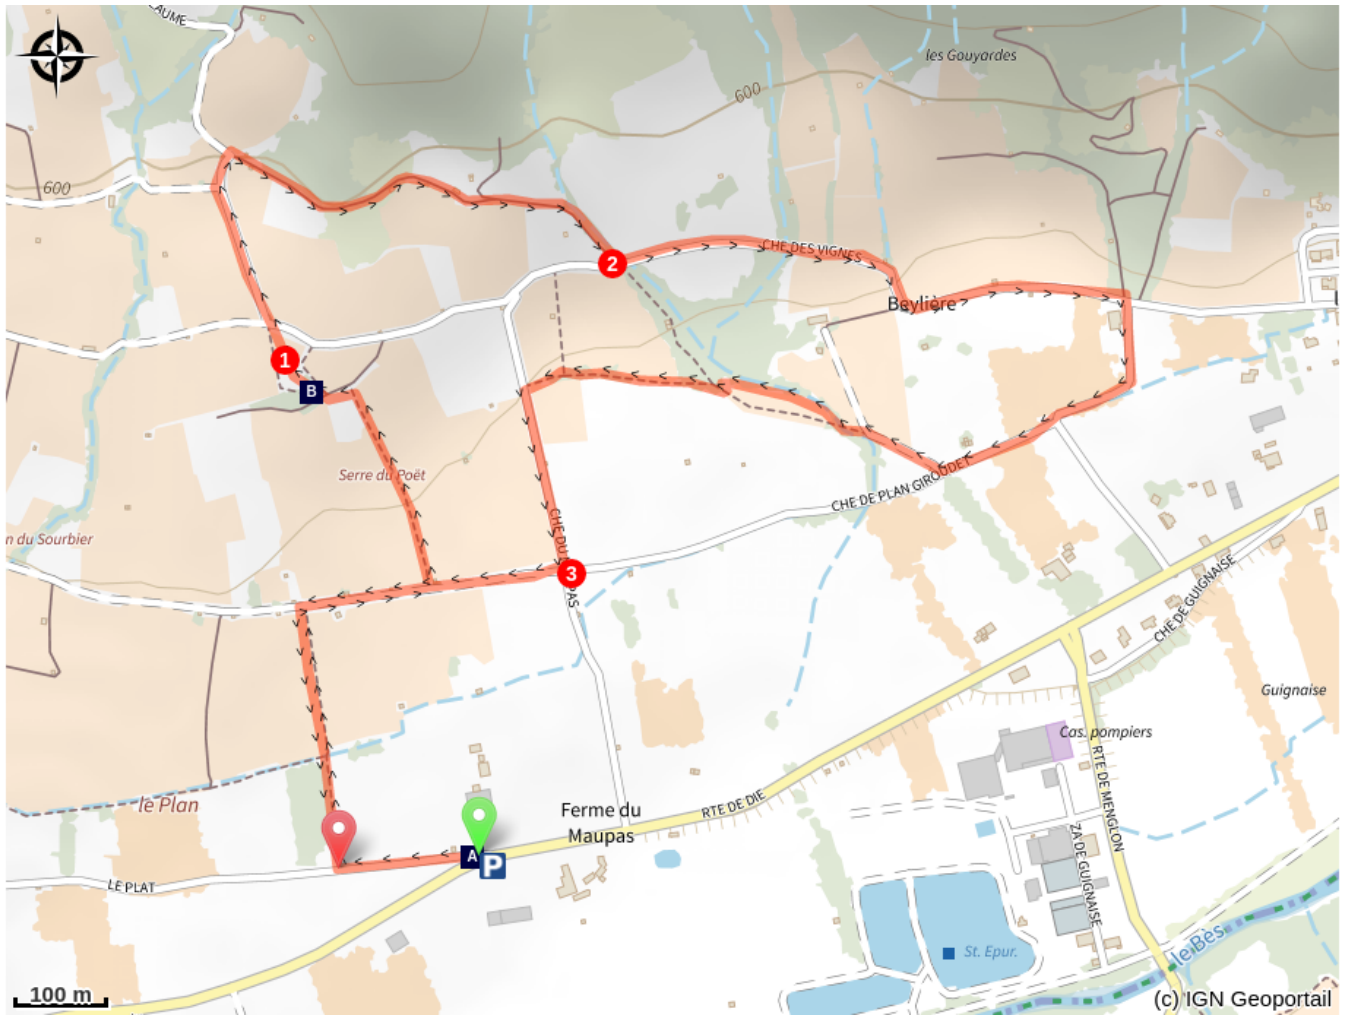 AUME
les Gouyardes
600
600
CHE DES VIGNES
2
Beylière
1
B
Serre du Poët
CHE DE PLAN GIROUDET
n du Sourbier
CHE DU
PAS
3
CHE DE GUIGNAISE
Guignaise
Cas. pompiers
RTE DE MENGLON
le Plan
Ferme du
Maupas
RTE DE DIE
A
P
LE PLAT
ZA DE GUIGNAISE
St. Epur.
le Bès
100 m
(c) IGN Geoportail